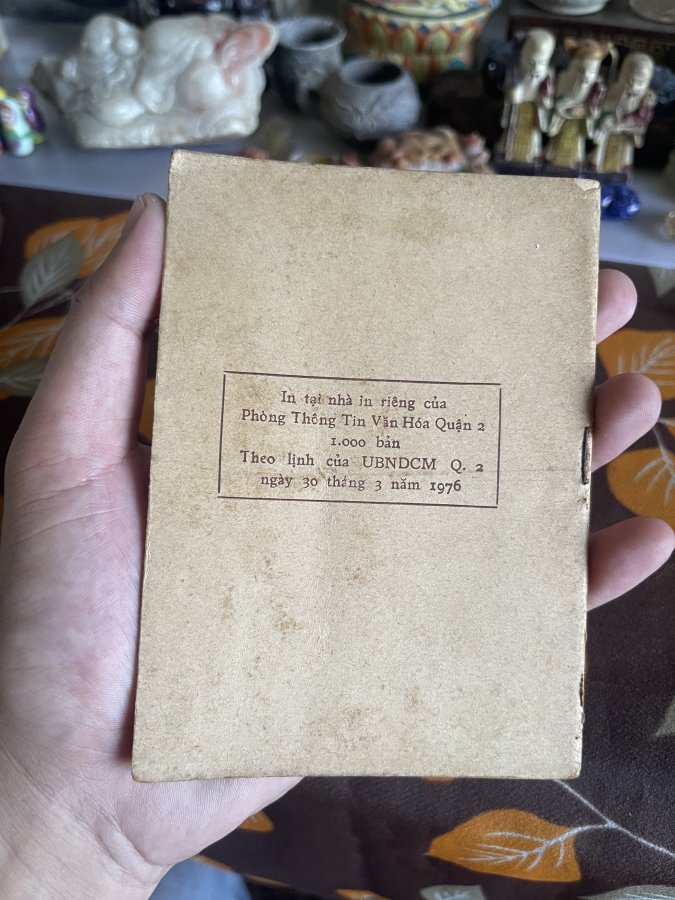 In tại nhà in riêng của
Phòng Thông Tin Văn Hóa Quận 2
1.000 bản
Theo lịnh của UBNDCM Q. 2
ngày 30 tháng 3 năm 1976